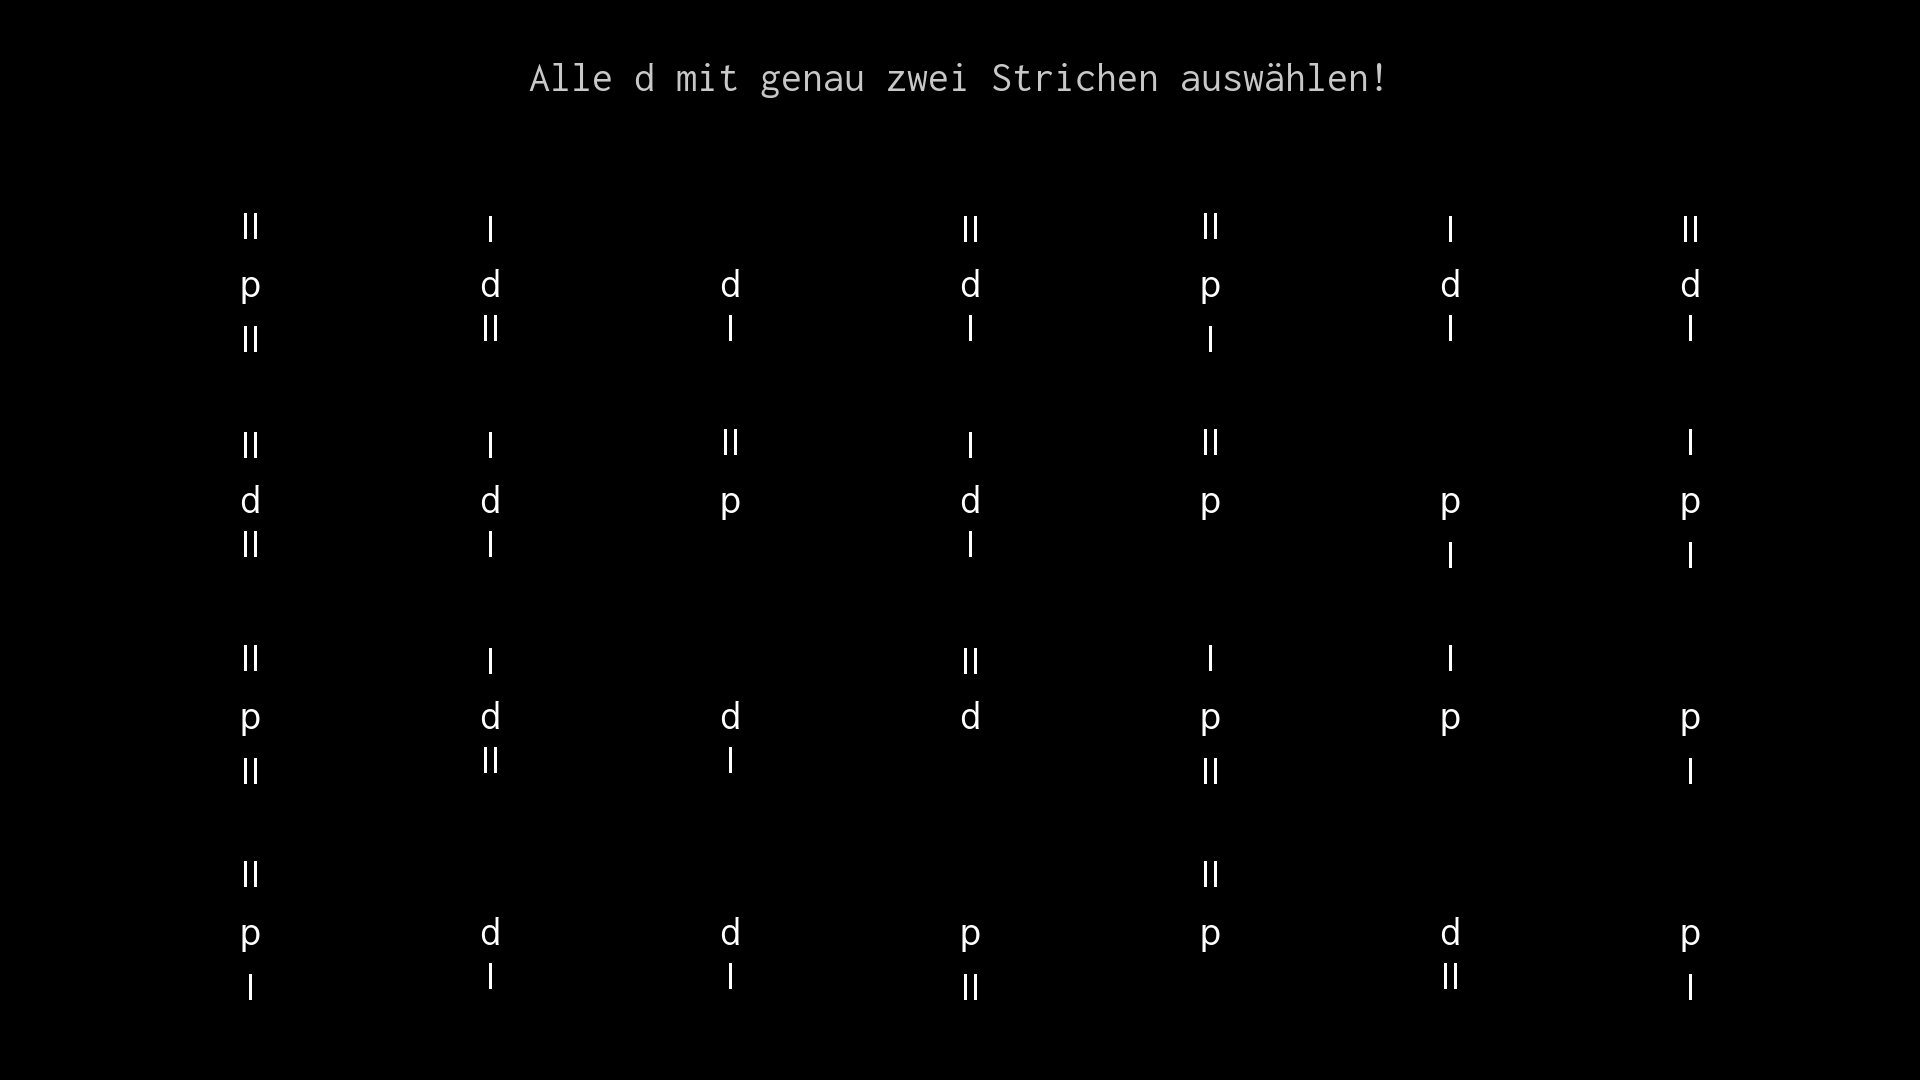 Alle d mit genau zwei Strichen auswählen!
|| | || || | ||
p d d d p d d
|| || | | | | |
|| | || | || |
d d p d p p p
|| | | | |
|| | || | |
p d d d p p p
|| || | || |
|| ||
p d d p p d p
| | | || || |